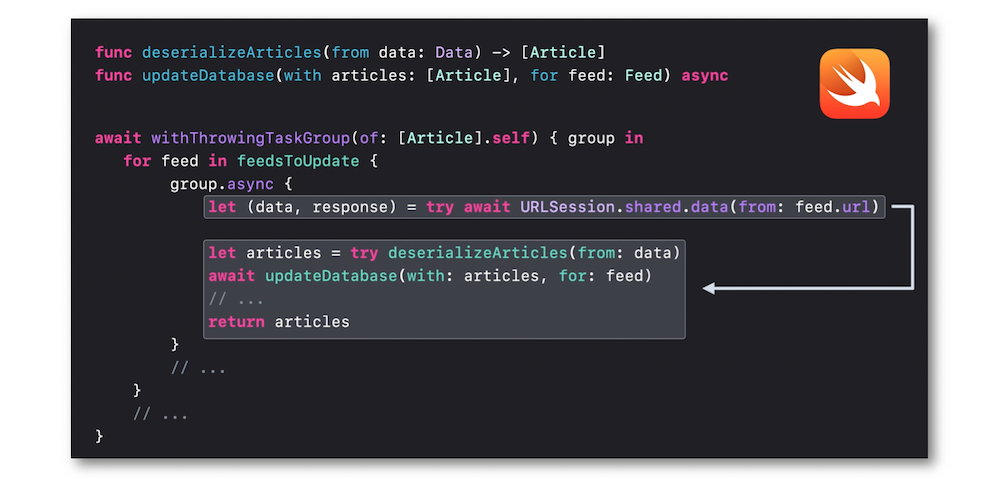 func deserializeArticles(from data: Data) -> [Article]
func updateDatabase(with articles: [Article], for feed: Feed) async
await withThrowingTaskGroup(of: [Article].self) { group in
for feed in feedsToUpdate {
group.async {
let (data, response) = try await URLSession.shared.data(from: feed.url)
let articles = try deserializeArticles(from: data)
await updateDatabase(with: articles, for: feed)
// ...
return articles
}
// ...
}
// ...
}